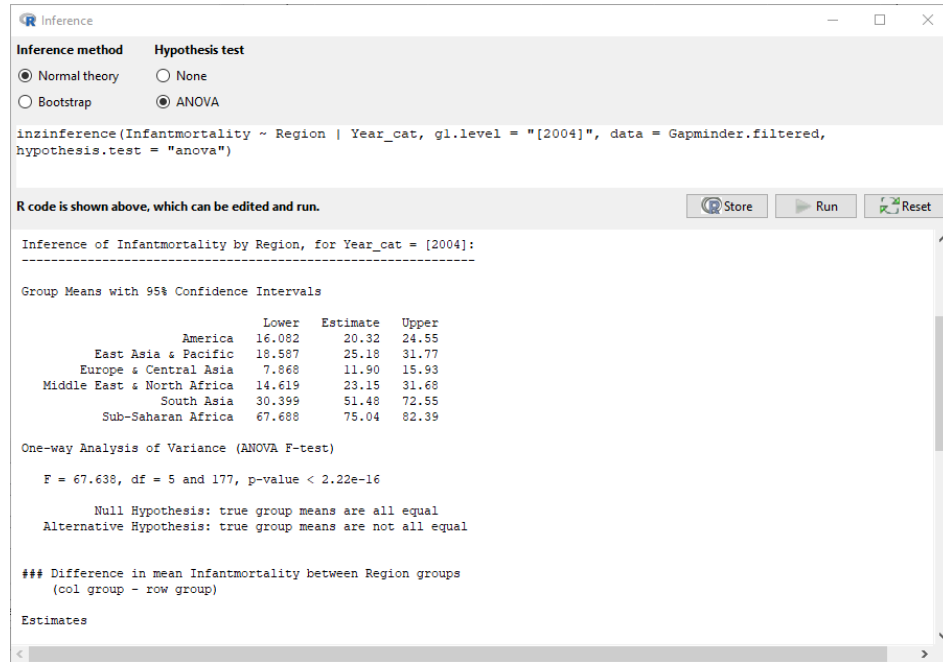 Inference
Inference method Hypothesis test
Normal theory None
Bootstrap ANOVA
inzinference(Infantmortality ~ Region | Year_cat, g1.level = "[2004]", data = Gapminder.filtered,
hypothesis.test = "anova")
R code is shown above, which can be edited and run. Store Run Reset
Inference of Infantmortality by Region, for Year_cat = [2004]:
---------------------------------------------------------------
Group Means with 95% Confidence Intervals
Lower Estimate Upper
America 16.082 20.32 24.55
East Asia & Pacific 18.587 25.18 31.77
Europe & Central Asia 7.868 11.90 15.93
Middle East & North Africa 14.619 23.15 31.68
South Asia 30.399 51.48 72.55
Sub-Saharan Africa 67.688 75.04 82.39
One-way Analysis of Variance (ANOVA F-test)
F = 67.638, df = 5 and 177, p-value < 2.22e-16
Null Hypothesis: true group means are all equal
Alternative Hypothesis: true group means are not all equal
### Difference in mean Infantmortality between Region groups
(col group - row group)
Estimates